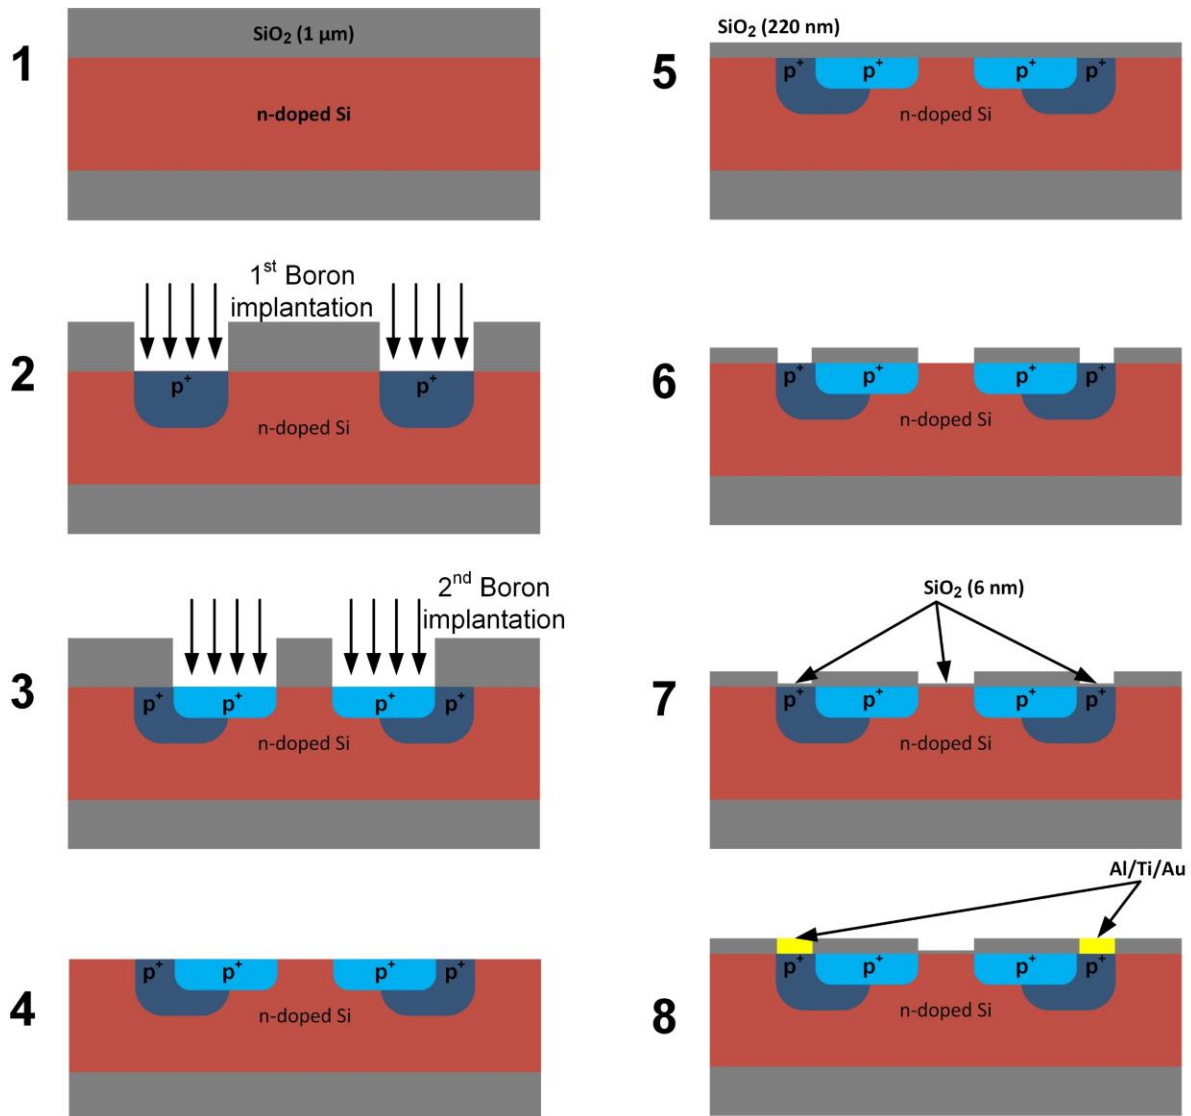 1
SiO₂ (1 µm)
n-doped Si
2
1ˢᵗ Boron
implantation
p⁺
p⁺
n-doped Si
3
2ⁿᵈ Boron
implantation
p⁺
p⁺
p⁺
p⁺
n-doped Si
4
p⁺
p⁺
p⁺
p⁺
n-doped Si
5
SiO₂ (220 nm)
p⁺
p⁺
p⁺
p⁺
n-doped Si
6
p⁺
p⁺
p⁺
p⁺
n-doped Si
7
SiO₂ (6 nm)
p⁺
p⁺
p⁺
p⁺
n-doped Si
8
Al/Ti/Au
p⁺
p⁺
p⁺
p⁺
n-doped Si